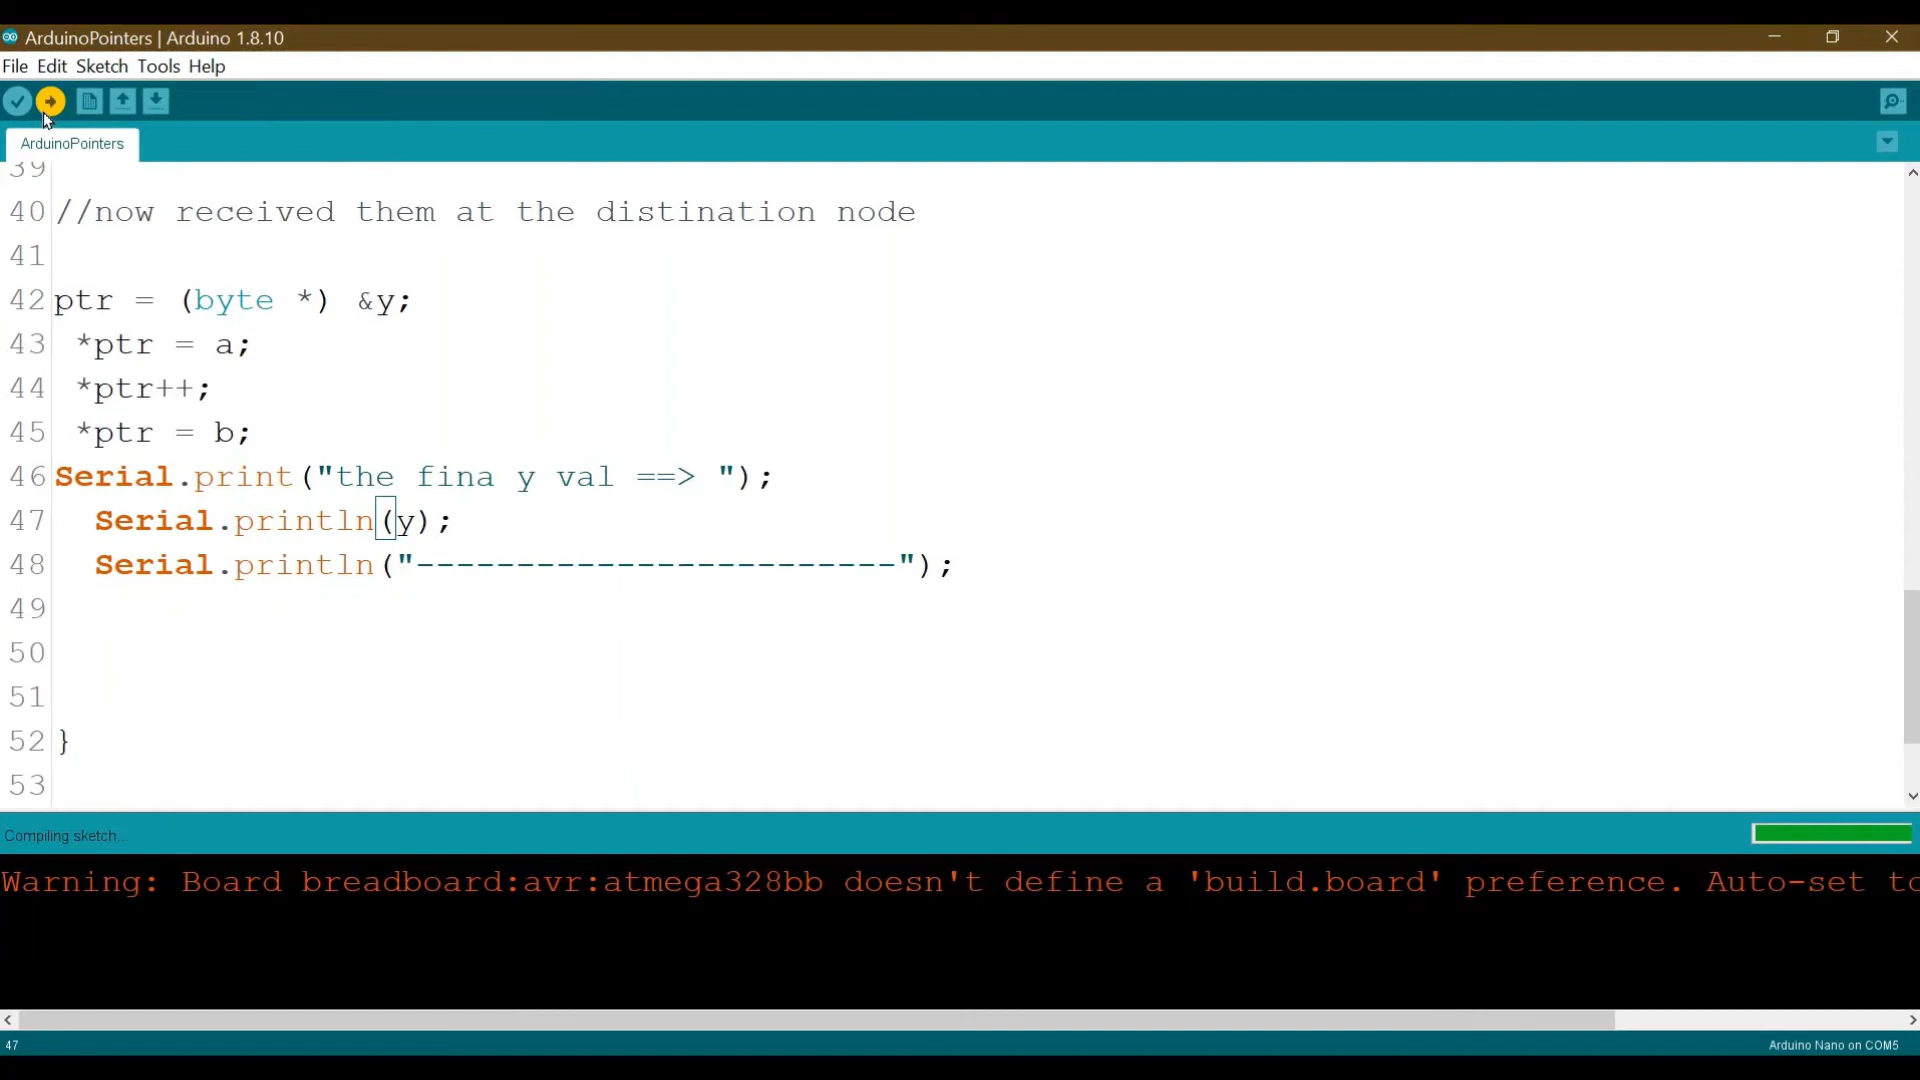 ArduinoPointers | Arduino 1.8.10
File Edit Sketch Tools Help
ArduinoPointers
39
40 //now received them at the distination node
41
42 ptr = (byte *) &y;
43 *ptr = a;
44 *ptr++;
45 *ptr = b;
46 Serial.print("the fina y val ==> ");
47 Serial.println(y);
48 Serial.println("------------------------");
49
50
51
52 }
53
Compiling sketch...
Warning: Board breadboard:avr:atmega328bb doesn't define a 'build.board' preference. Auto-set to
47
Arduino Nano on COM5